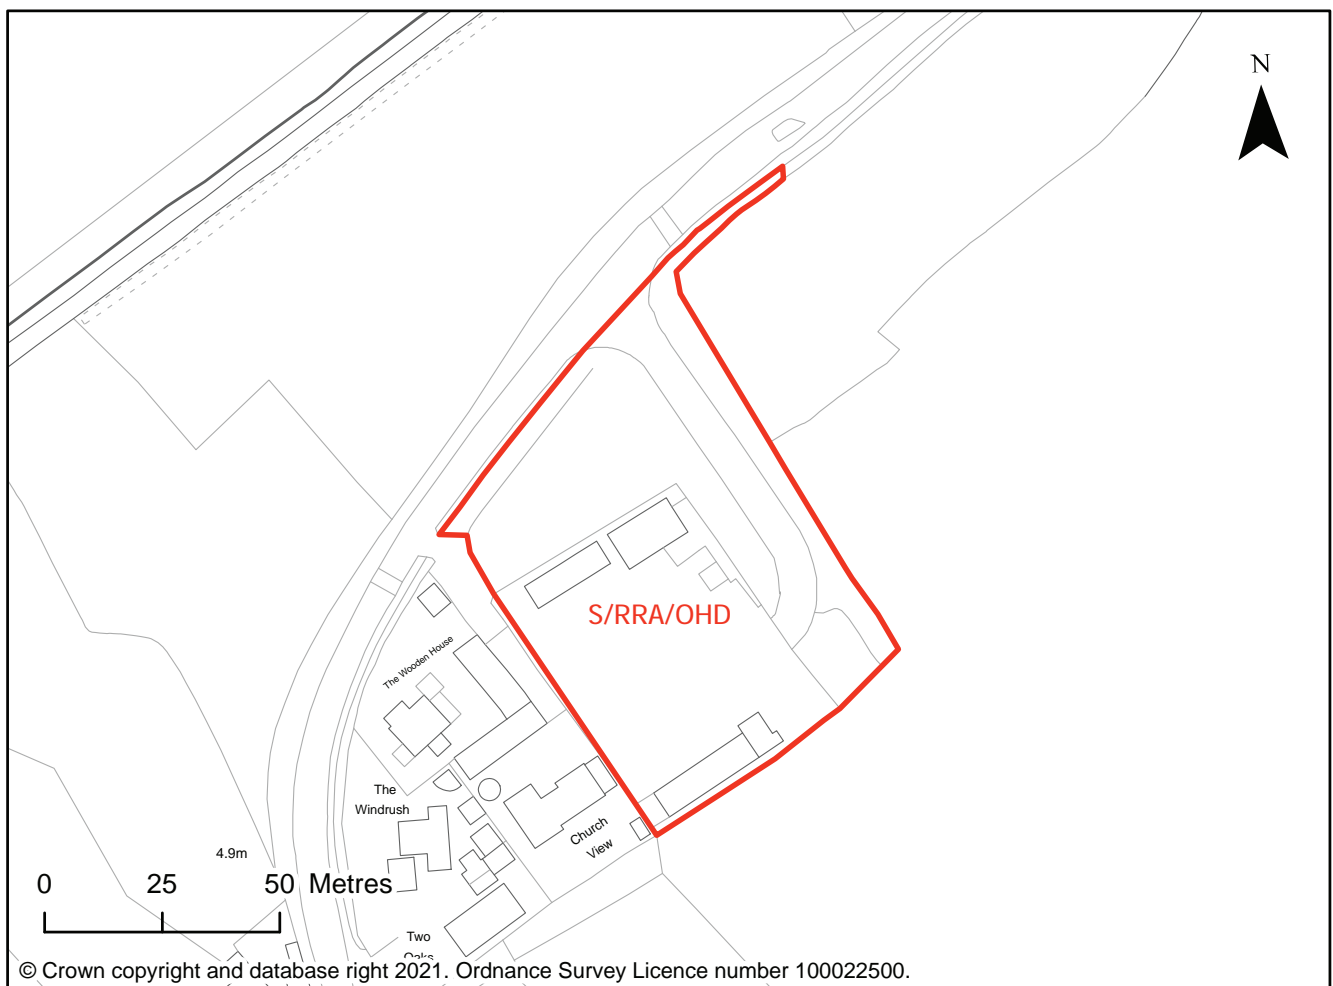 N
S/RRA/OHD
The Wooden House
The
Windrush
Church
View
4.9m
0 25 50 Metres
Two
Oaks
© Crown copyright and database right 2021. Ordnance Survey Licence number 100022500.